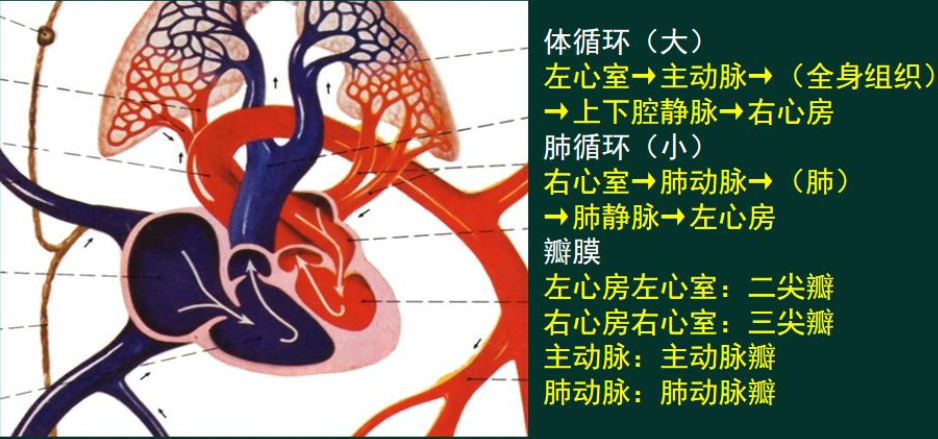 体循环（大）
左心室→主动脉→（全身组织）
→上下腔静脉→右心房
肺循环（小）
右心室→肺动脉→（肺）
→肺静脉→左心房
瓣膜
左心房左心室：二尖瓣
右心房右心室：三尖瓣
主动脉：主动脉瓣
肺动脉：肺动脉瓣